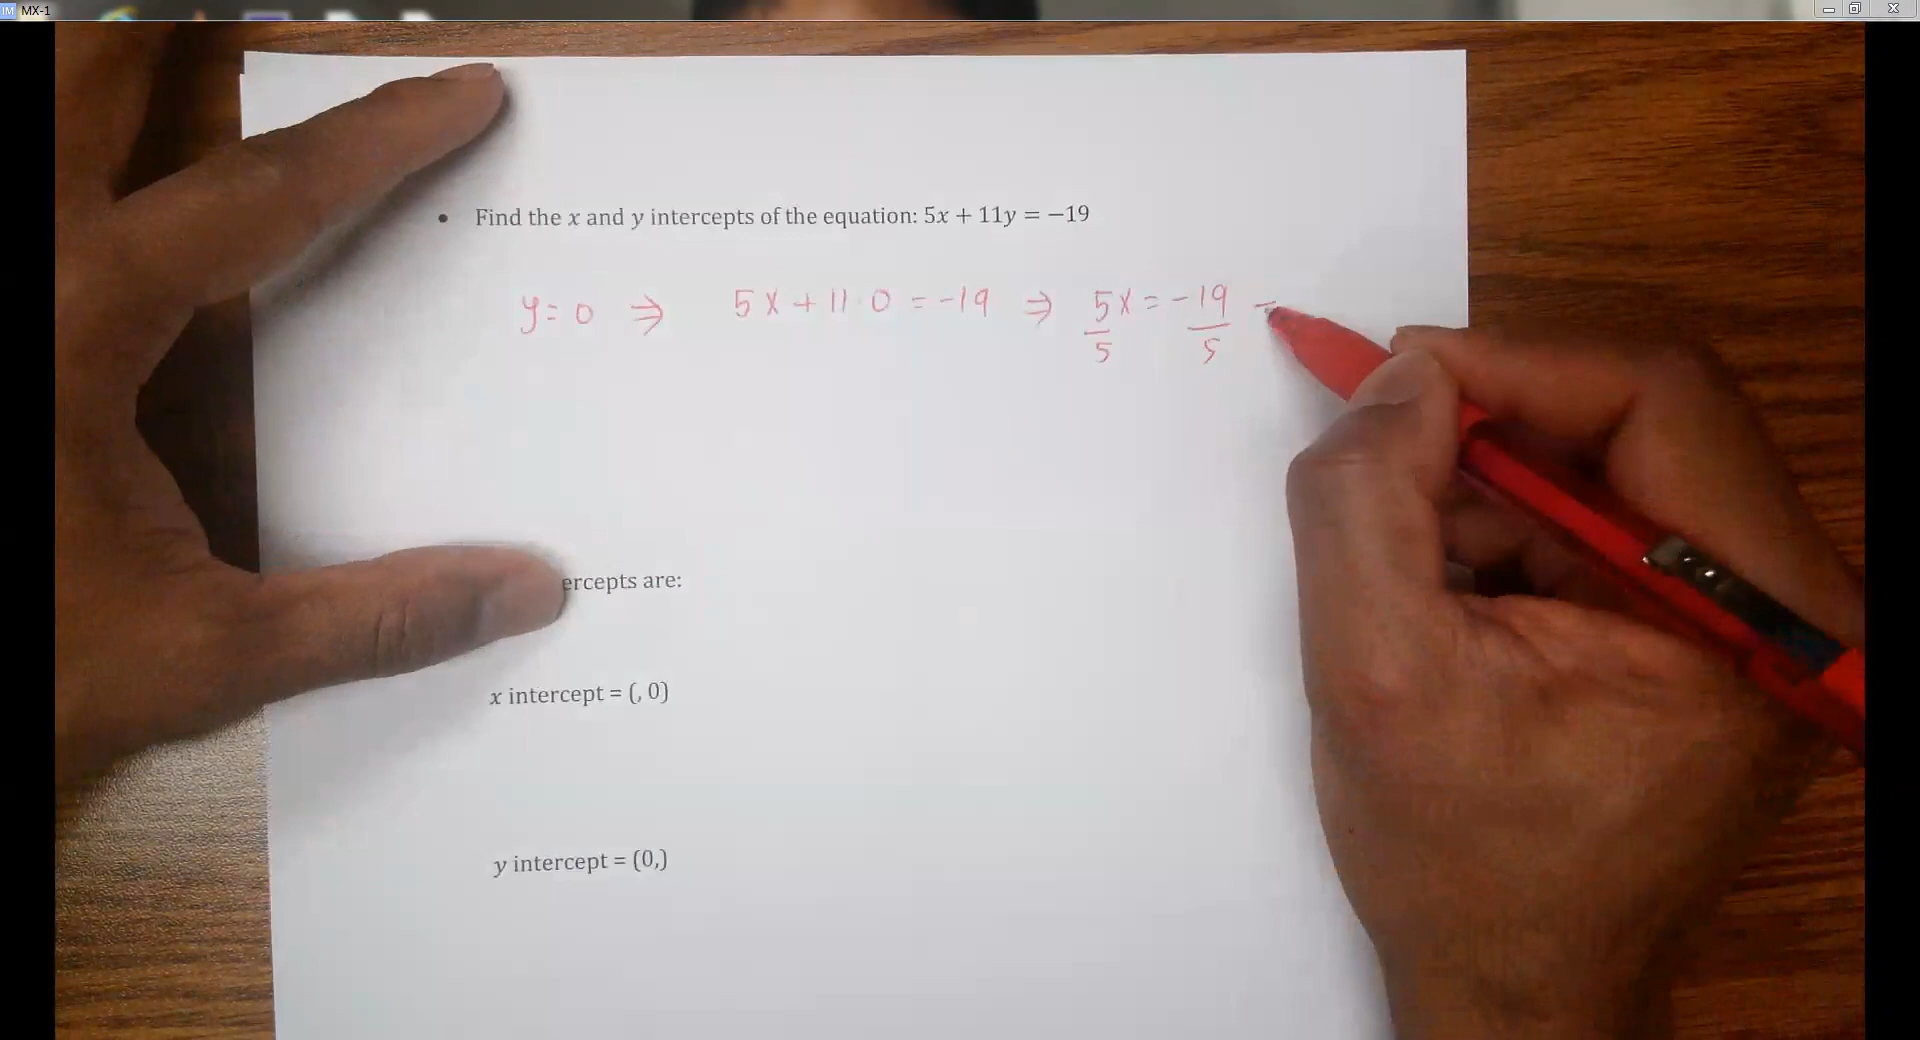 MX-1
• Find the x and y intercepts of the equation: 5x + 11y = −19
y = 0 ⇒ 5x + 11·0 = -19 ⇒ 5x = -19
5 5
ercepts are:
x intercept = (, 0)
y intercept = (0,)